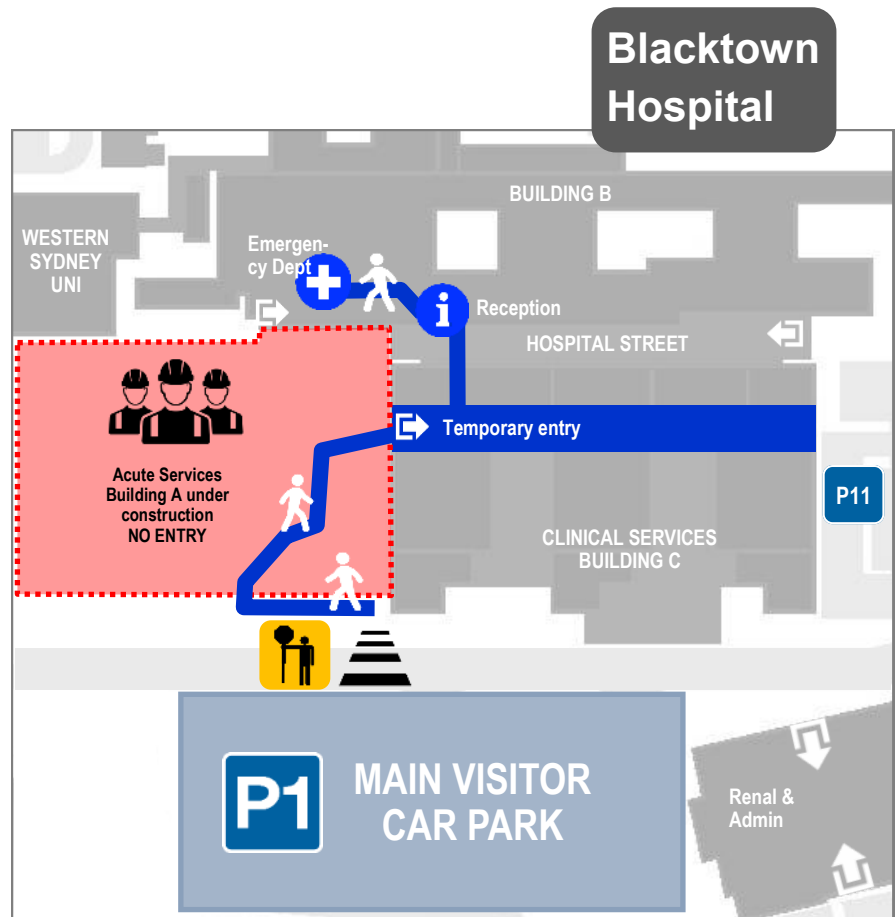 Blacktown
Hospital
BUILDING B
WESTERN
SYDNEY
UNI
Emergen-
cy Dept
Reception
HOSPITAL STREET
Temporary entry
Acute Services
Building A under
construction
NO ENTRY
P11
CLINICAL SERVICES
BUILDING C
P1
MAIN VISITOR
CAR PARK
Renal &
Admin